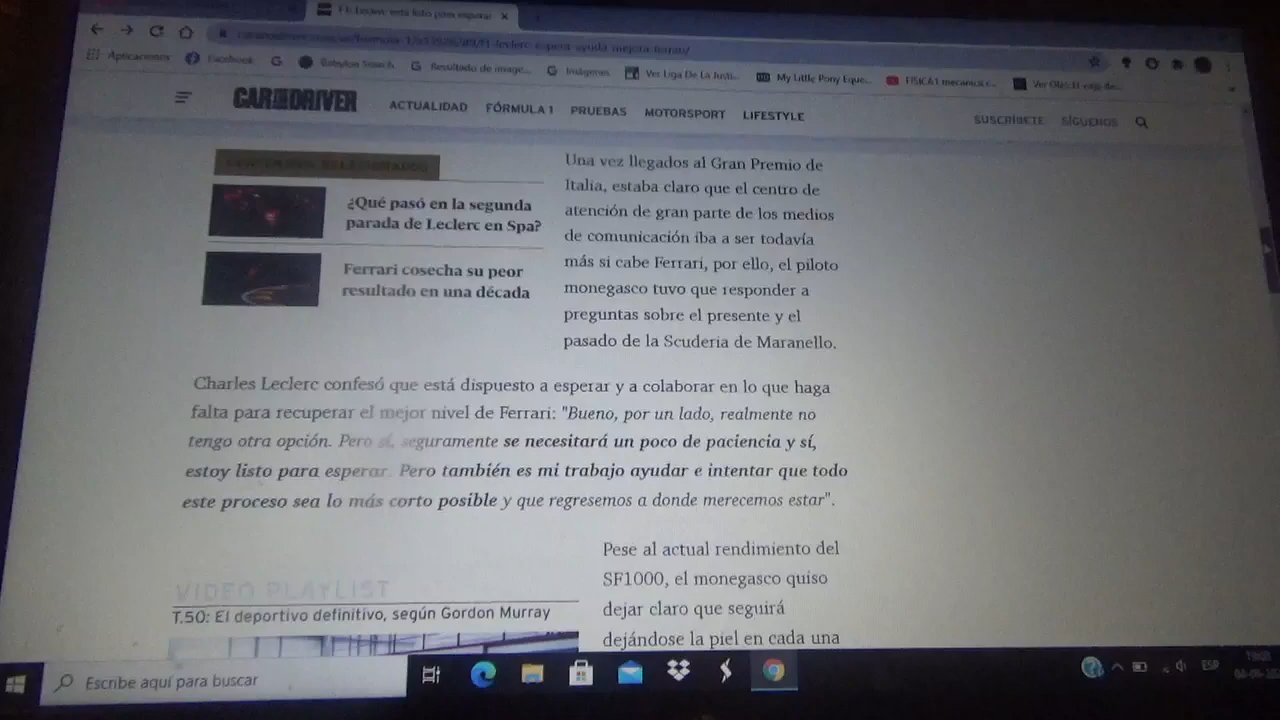 F1: Leclerc está listo para esperar
Aplicaciones Facebook Babylon Search Resultado de image... Imágenes Ver Liga De La Justi... My Little Pony Eque... FÍSICA1 mecanica c...
CAR AND DRIVER ACTUALIDAD FÓRMULA 1 PRUEBAS MOTORSPORT LIFESTYLE SUSCRÍBETE SÍGUENOS
¿Qué pasó en la segunda
parada de Leclerc en Spa?
Ferrari cosecha su peor
resultado en una década
Una vez llegados al Gran Premio de
Italia, estaba claro que el centro de
atención de gran parte de los medios
de comunicación iba a ser todavía
más si cabe Ferrari, por ello, el piloto
monegasco tuvo que responder a
preguntas sobre el presente y el
pasado de la Scuderia de Maranello.
Charles Leclerc confesó que está dispuesto a esperar y a colaborar en lo que haga
falta para recuperar el mejor nivel de Ferrari: "Bueno, por un lado, realmente no
tengo otra opción. Pero sí, seguramente se necesitará un poco de paciencia y sí,
estoy listo para esperar. Pero también es mi trabajo ayudar e intentar que todo
este proceso sea lo más corto posible y que regresemos a donde merecemos estar".
VIDEO PLAYLIST
T.50: El deportivo definitivo, según Gordon Murray
Pese al actual rendimiento del
SF1000, el monegasco quiso
dejar claro que seguirá
dejándose la piel en cada una
Escribe aquí para buscar
ESP